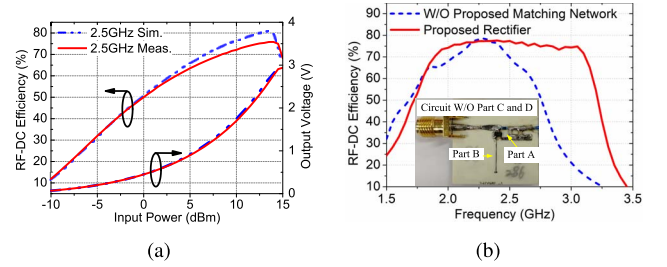 2.5GHz Sim.
2.5GHz Meas.
RF-DC Efficiency (%)
80
70
60
50
40
30
20
10
Output Voltage (V)
4
3
2
1
0
-10
-5
0
5
10
15
Input Power (dBm)
(a)
W/O Proposed Matching Network
Proposed Rectifier
RF-DC Efficiency (%)
80
70
60
50
40
30
20
10
Circuit W/O Part C and D
Part B
Part A
286
1.5
2.0
2.5
3.0
3.5
Frequency (GHz)
(b)